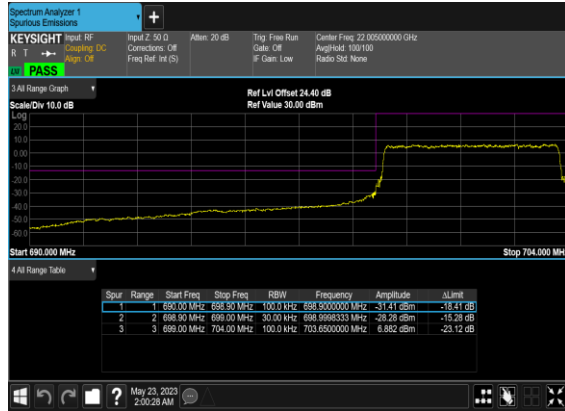 Spectrum Analyzer 1
Spurious Emissions
KEYSIGHT
R T
PASS
Input: RF
Coupling: DC
Align: Off
Input Z: 50 Ω
Corrections: Off
Freq Ref: Int (S)
Atten: 20 dB
Trig: Free Run
Gate: Off
IF Gain: Low
Center Freq: 22.005000000 GHz
Avg|Hold: 100/100
Radio Std: None
3 All Range Graph
Scale/Div 10.0 dB
Ref Lvl Offset 24.40 dB
Ref Value 30.00 dBm
Log
20.0
10.0
0.00
-10.0
-20.0
-30.0
-40.0
-50.0
-60.0
Start 690.000 MHz
Stop 704.000 MH
4 All Range Table
Spur Range Start Freq Stop Freq RBW Frequency Amplitude ΔLimit
1 1 690.00 MHz 698.90 MHz 100.0 kHz 698.9000000 MHz -31.41 dBm -18.41 dB
2 2 698.90 MHz 699.00 MHz 30.00 kHz 698.9998333 MHz -28.28 dBm -15.28 dB
3 3 699.00 MHz 704.00 MHz 100.0 kHz 703.6500000 MHz 6.882 dBm -23.12 dB
?
May 23, 2023
2:00:28 AM